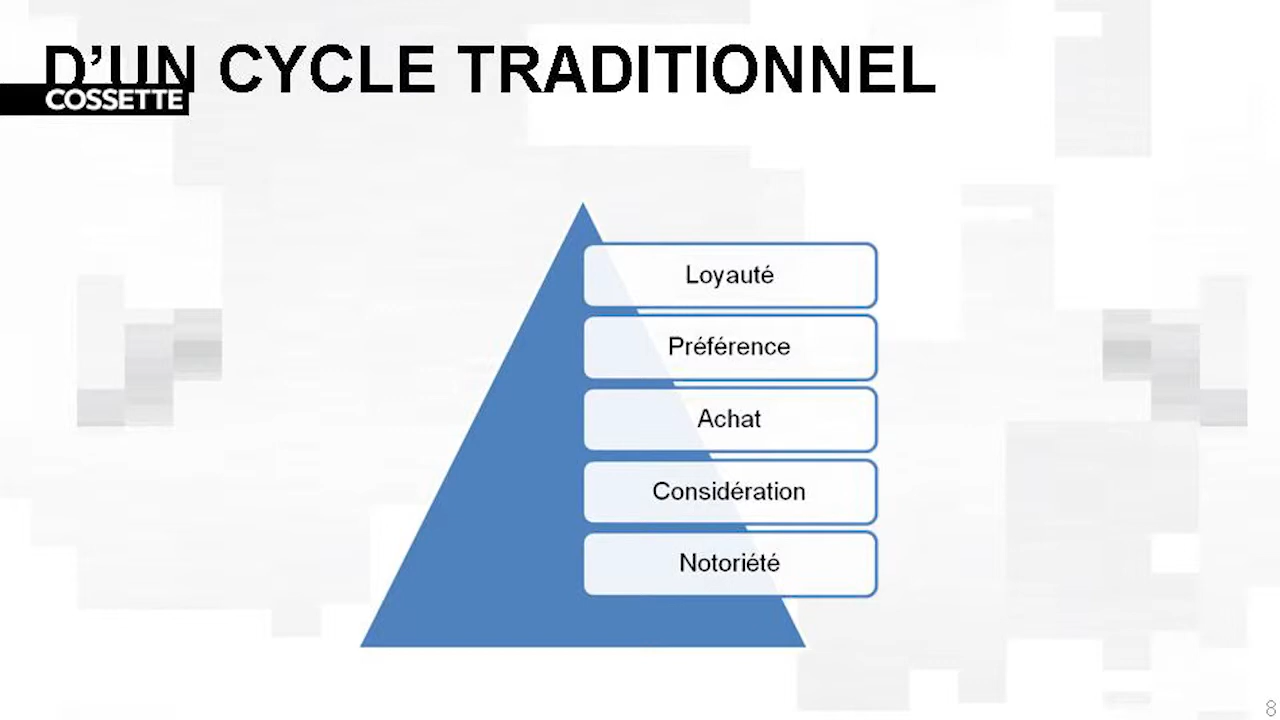 D'UN CYCLE TRADITIONNEL
COSSETTE
Loyauté
Préférence
Achat
Considération
Notoriété
8